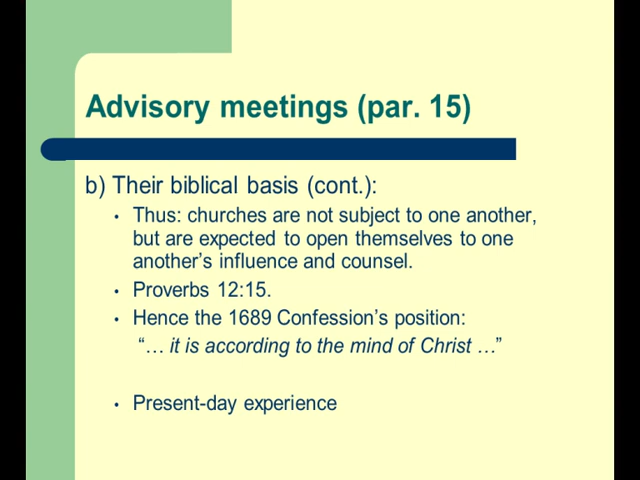 Advisory meetings (par. 15)
b) Their biblical basis (cont.):
• Thus: churches are not subject to one another,
but are expected to open themselves to one
another’s influence and counsel.
• Proverbs 12:15.
• Hence the 1689 Confession’s position:
“… it is according to the mind of Christ …”
• Present-day experience